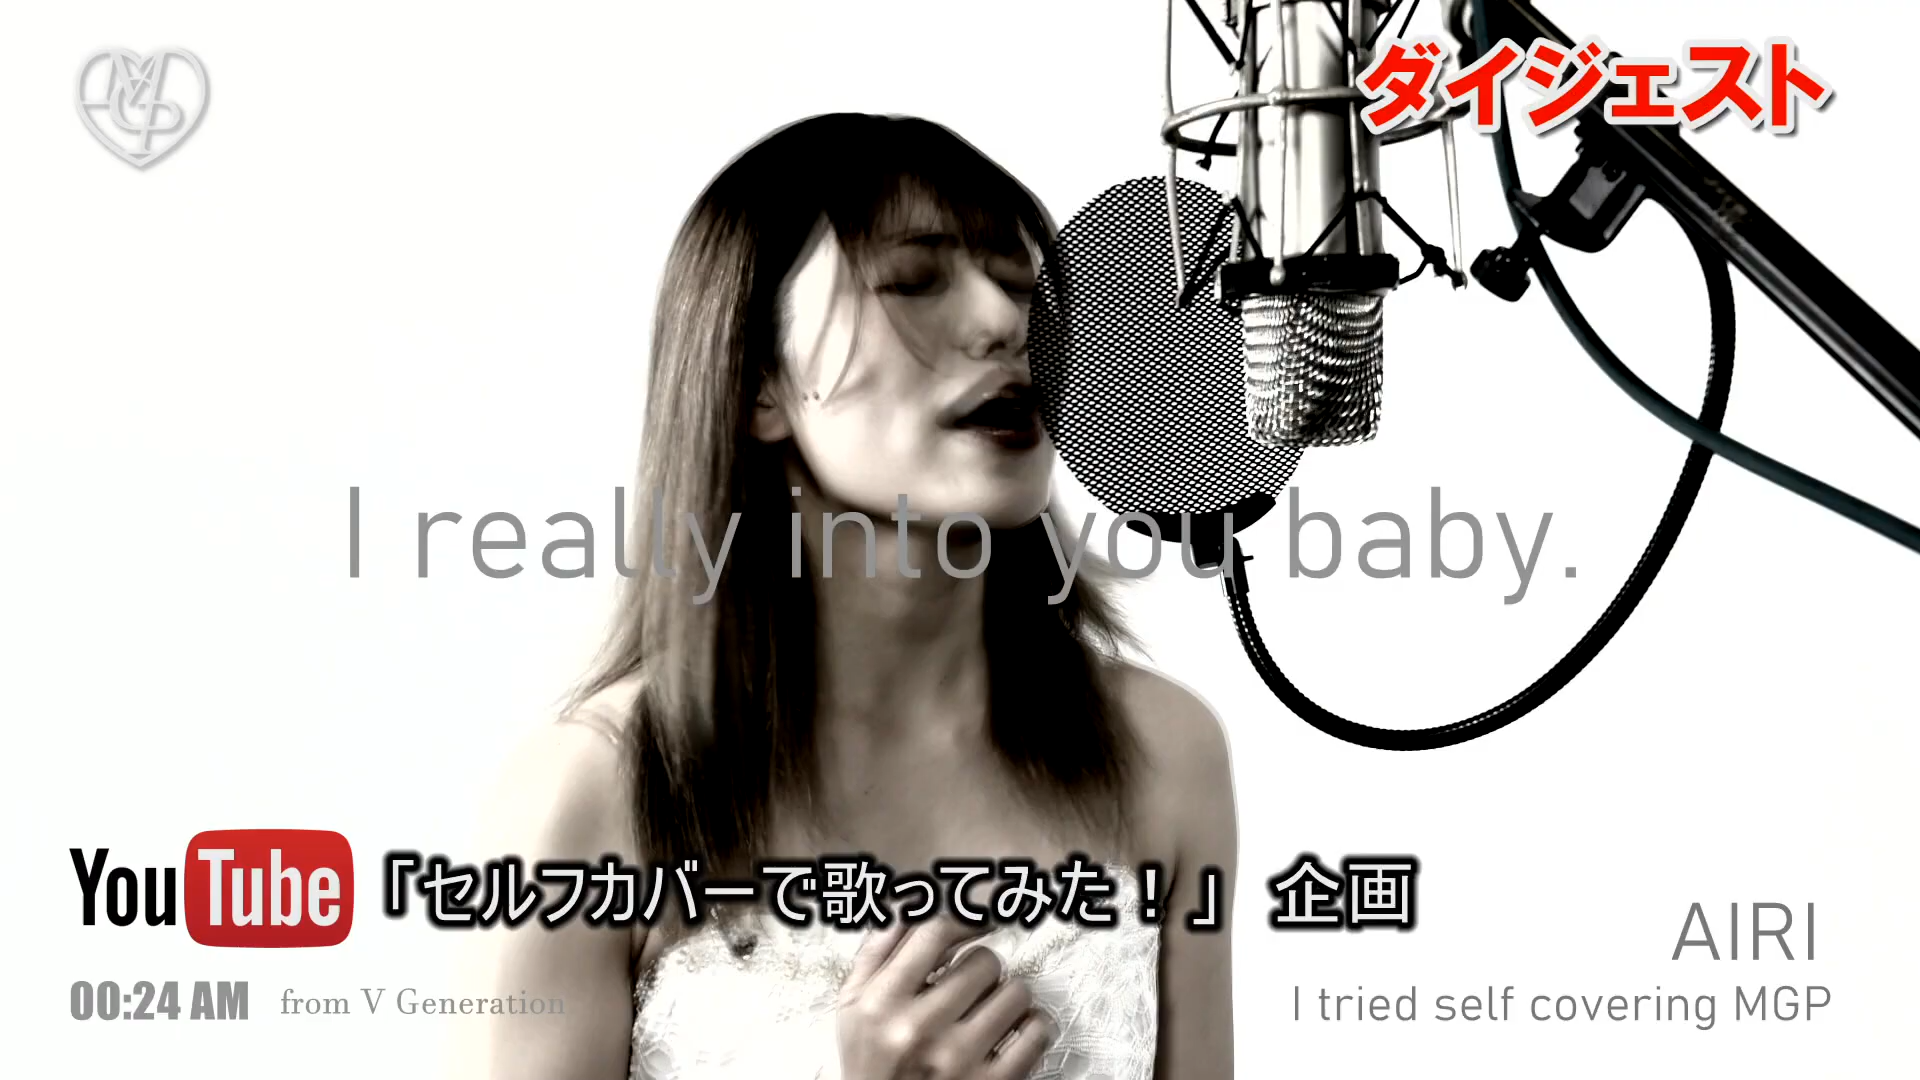 MGP
ダイジェスト
I really into you baby.
YouTube 「セルフカバーで歌ってみた！」 企画
AIRI
00:24 AM from V Generation
I tried self covering MGP